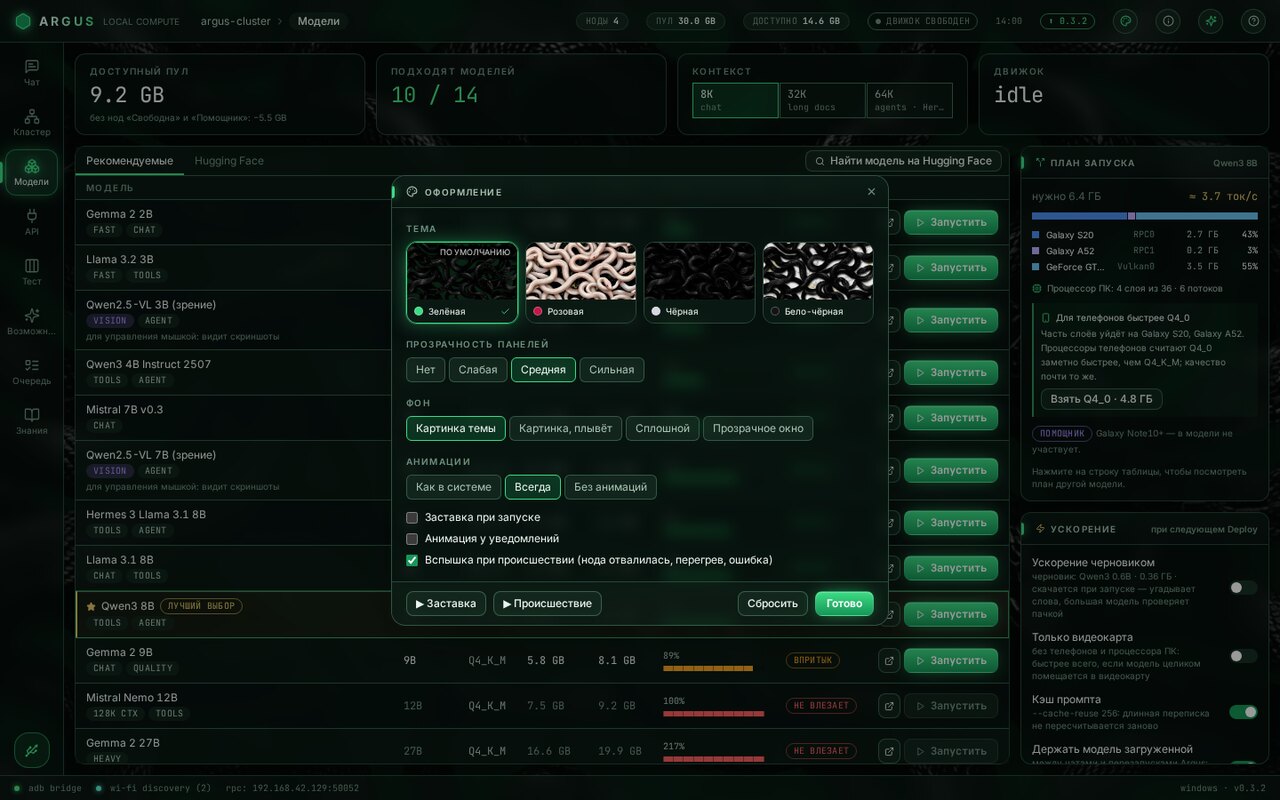 ARGUS LOCAL COMPUTE argus-cluster › Модели НОДЫ 4 ПУЛ 30.0 GB ДОСТУПНО 14.6 GB ДВИЖОК СВОБОДЕН 14:00 0.3.2
Чат
Кластер
Модели
API
Тест
Возможн…
Очередь
Знания
ДОСТУПНЫЙ ПУЛ
9.2 GB
без нод «Свободна» и «Помощник»: −5.5 GB
ПОДХОДЯТ МОДЕЛЕЙ
10 / 14
КОНТЕКСТ
8K
chat
32K
long docs
64K
agents · Her…
ДВИЖОК
idle
Рекомендуемые Hugging Face Найти модель на Hugging Face
МОДЕЛЬ
Gemma 2 2B
FAST CHAT
Запустить
Llama 3.2 3B
FAST TOOLS
Запустить
Qwen2.5-VL 3B (зрение)
VISION AGENT
для управления мышкой: видит скриншоты
Запустить
Qwen3 4B Instruct 2507
TOOLS AGENT
Запустить
Mistral 7B v0.3
CHAT
Запустить
Qwen2.5-VL 7B (зрение)
VISION AGENT
для управления мышкой: видит скриншоты
Запустить
Hermes 3 Llama 3.1 8B
TOOLS AGENT
Запустить
Llama 3.1 8B
CHAT TOOLS
Запустить
Qwen3 8B ЛУЧШИЙ ВЫБОР
TOOLS AGENT
Запустить
Gemma 2 9B
CHAT QUALITY
9B Q4_K_M 5.8 GB 8.1 GB 89% ВПРИТЫК Запустить
Mistral Nemo 12B
128K CTX TOOLS
12B Q4_K_M 7.5 GB 9.2 GB 100% НЕ ВЛЕЗАЕТ Запустить
Gemma 2 27B
HEAVY
27B Q4_K_M 16.6 GB 19.9 GB 217% НЕ ВЛЕЗАЕТ Запустить
ОФОРМЛЕНИЕ
ТЕМА
ПО УМОЛЧАНИЮ
Зелёная
Розовая
Чёрная
Бело-чёрная
ПРОЗРАЧНОСТЬ ПАНЕЛЕЙ
Нет Слабая Средняя Сильная
ФОН
Картинка темы Картинка, плывёт Сплошной Прозрачное окно
АНИМАЦИИ
Как в системе Всегда Без анимаций
Заставка при запуске
Анимация у уведомлений
Вспышка при происшествии (нода отвалилась, перегрев, ошибка)
Заставка Происшествие Сбросить Готово
ПЛАН ЗАПУСКА Qwen3 8B
нужно 6.4 ГБ ≈ 3.7 ток/с
Galaxy S20 RPC0 2.7 ГБ 43%
Galaxy A52 RPC1 0.2 ГБ 3%
GeForce GT… Vulkan0 3.5 ГБ 55%
Процессор ПК: 4 слоя из 36 · 6 потоков
Для телефонов быстрее Q4_0
Часть слоёв уйдёт на Galaxy S20, Galaxy A52.
Процессоры телефонов считают Q4_0
заметно быстрее, чем Q4_K_M; качество
почти то же.
Взять Q4_0 · 4.8 ГБ
ПОМОЩНИК Galaxy Note10+ — в модели не
участвует.
Нажмите на строку таблицы, чтобы посмотреть
план другой модели.
УСКОРЕНИЕ при следующем Deploy
Ускорение черновиком
черновик: Qwen3 0.6B · 0.36 ГБ ·
скачается при запуске — угадывает
слова, большая модель проверяет
пачкой
Только видеокарта
без телефонов и процессора ПК:
быстрее всего, если модель целиком
помещается в видеокарту
Кэш промпта
--cache-reuse 256: длинная переписка
не пересчитывается заново
Держать модель загруженной
adb bridge wi-fi discovery (2) rpc: 192.168.42.129:50052 windows · v0.3.2